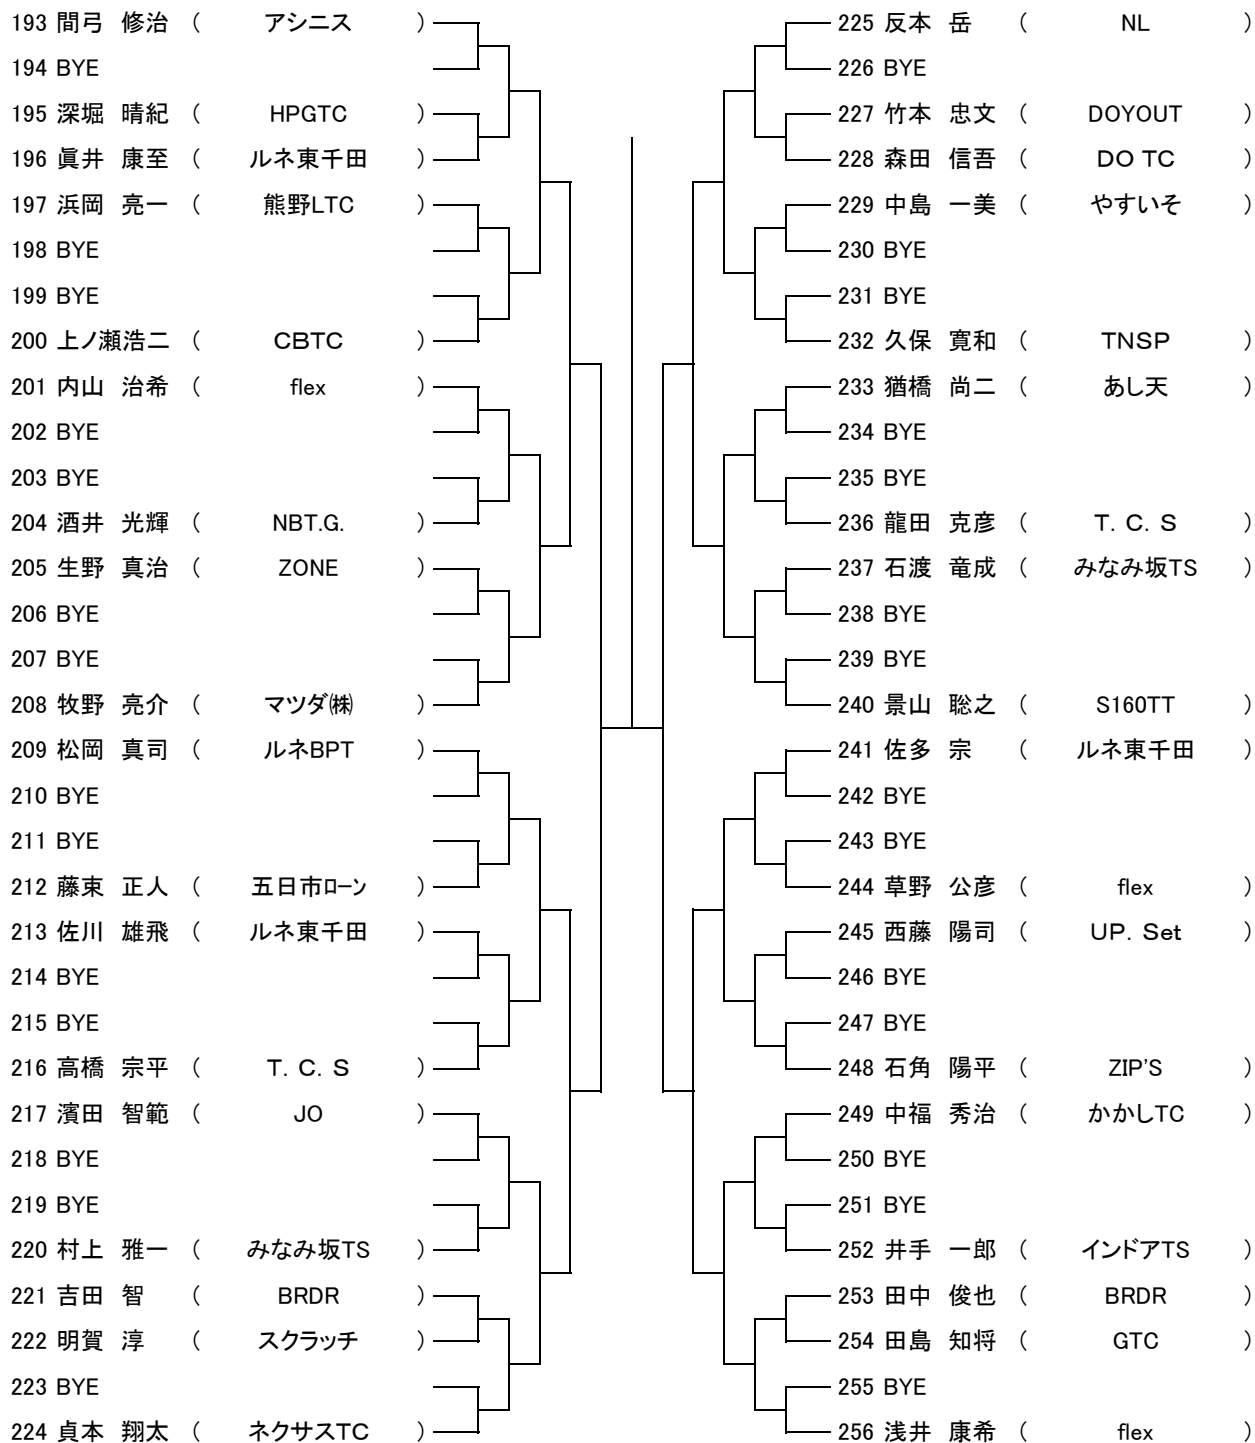 193 間弓 修治 ( アシニス )
194 BYE
195 深堀 晴紀 ( HPGTC )
196 眞井 康至 ( ルネ東千田 )
197 浜岡 亮一 ( 熊野LTC )
198 BYE
199 BYE
200 上ノ瀬浩二 ( CBTC )
201 内山 治希 ( flex )
202 BYE
203 BYE
204 酒井 光輝 ( NBT.G. )
205 生野 真治 ( ZONE )
206 BYE
207 BYE
208 牧野 亮介 ( マツダ㈱ )
209 松岡 真司 ( ルネBPT )
210 BYE
211 BYE
212 藤東 正人 ( 五日市ﾛｰﾝ )
213 佐川 雄飛 ( ルネ東千田 )
214 BYE
215 BYE
216 高橋 宗平 ( T. C. S )
217 濱田 智範 ( JO )
218 BYE
219 BYE
220 村上 雅一 ( みなみ坂TS )
221 吉田 智 ( BRDR )
222 明賀 淳 ( スクラッチ )
223 BYE
224 貞本 翔太 ( ネクサスTC )
225 反本 岳 ( NL )
226 BYE
227 竹本 忠文 ( DOYOUT )
228 森田 信吾 ( DO TC )
229 中島 一美 ( やすいそ )
230 BYE
231 BYE
232 久保 寛和 ( TNSP )
233 猶橋 尚二 ( あし天 )
234 BYE
235 BYE
236 龍田 克彦 ( T. C. S )
237 石渡 竜成 ( みなみ坂TS )
238 BYE
239 BYE
240 景山 聡之 ( S160TT )
241 佐多 宗 ( ルネ東千田 )
242 BYE
243 BYE
244 草野 公彦 ( flex )
245 西藤 陽司 ( UP. Set )
246 BYE
247 BYE
248 石角 陽平 ( ZIP'S )
249 中福 秀治 ( かかしTC )
250 BYE
251 BYE
252 井手 一郎 ( インドアTS )
253 田中 俊也 ( BRDR )
254 田島 知将 ( GTC )
255 BYE
256 浅井 康希 ( flex )